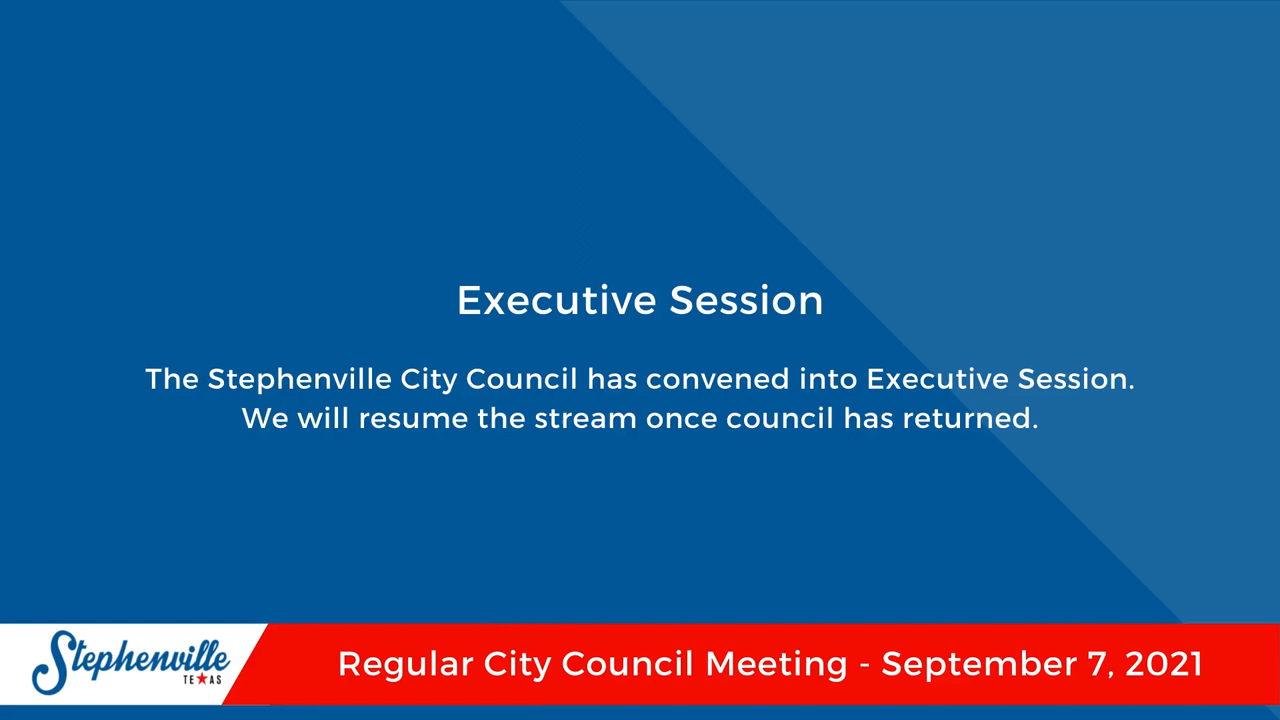 Executive Session
The Stephenville City Council has convened into Executive Session.
We will resume the stream once council has returned.
Stephenville
TEXAS
Regular City Council Meeting - September 7, 2021